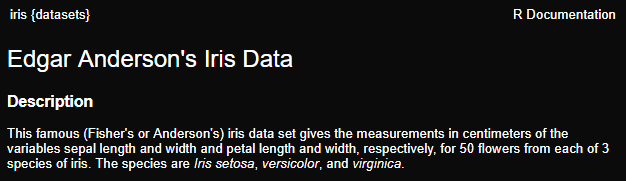 iris {datasets} R Documentation
Edgar Anderson's Iris Data
Description
This famous (Fisher's or Anderson's) iris data set gives the measurements in centimeters of the
variables sepal length and width and petal length and width, respectively, for 50 flowers from each of 3
species of iris. The species are Iris setosa, versicolor, and virginica.